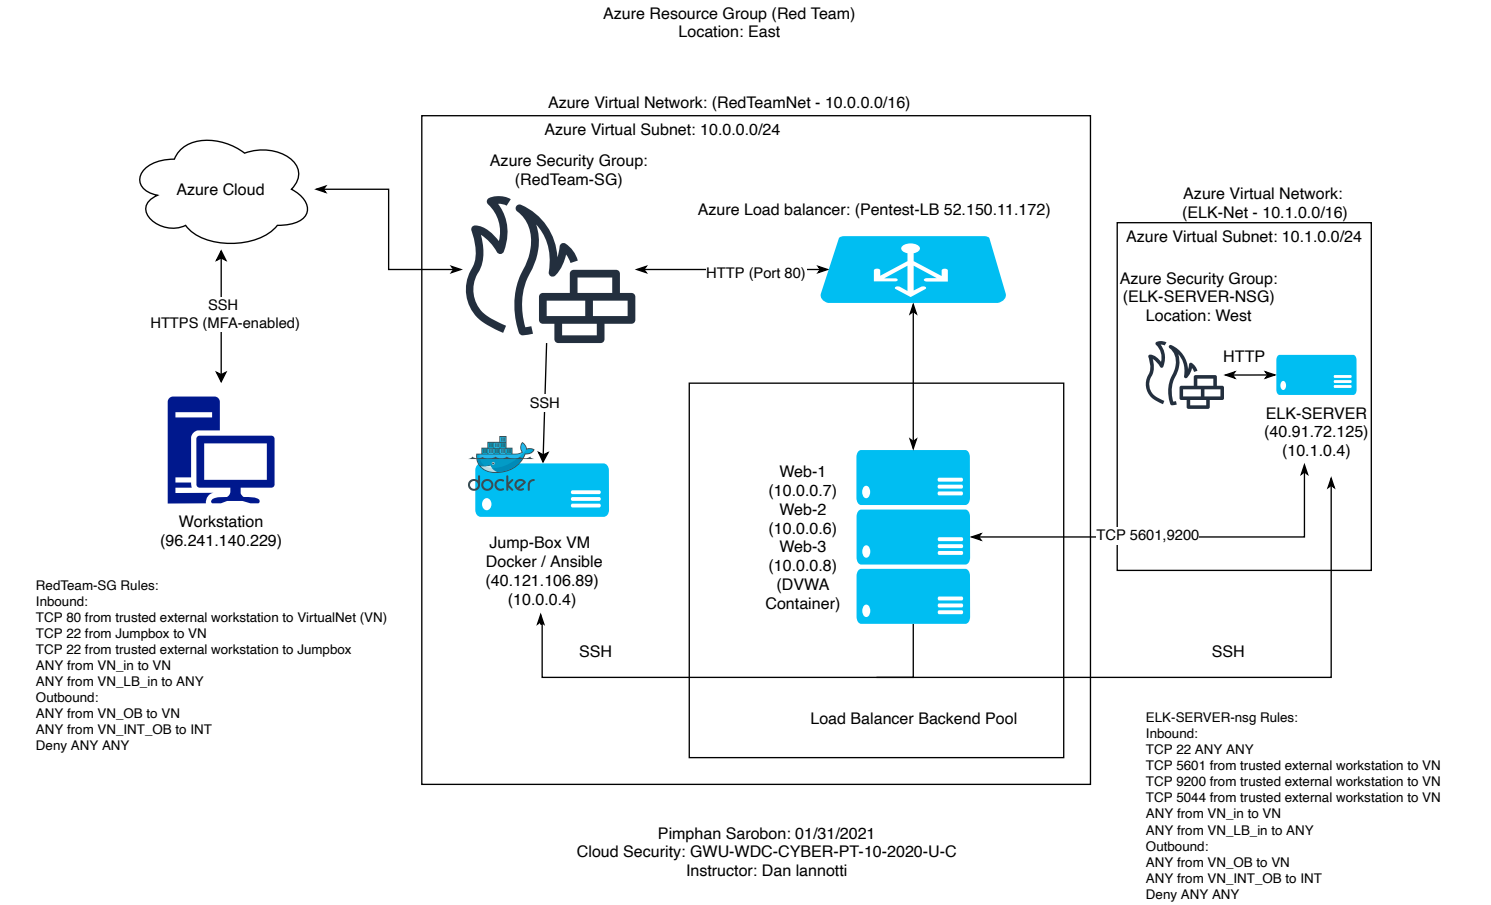 Azure Resource Group (Red Team)
Location: East
Azure Virtual Network: (RedTeamNet - 10.0.0.0/16)
Azure Virtual Subnet: 10.0.0.0/24
Azure Security Group:
(RedTeam-SG)
Azure Cloud
Azure Load balancer: (Pentest-LB 52.150.11.172)
HTTP (Port 80)
SSH
HTTPS (MFA-enabled)
SSH
docker
Workstation
(96.241.140.229)
Jump-Box VM
Docker / Ansible
(40.121.106.89)
(10.0.0.4)
Web-1
(10.0.0.7)
Web-2
(10.0.0.6)
Web-3
(10.0.0.8)
(DVWA
Container)
SSH
Load Balancer Backend Pool
Azure Virtual Network:
(ELK-Net - 10.1.0.0/16)
Azure Virtual Subnet: 10.1.0.0/24
Azure Security Group:
(ELK-SERVER-NSG)
Location: West
HTTP
ELK-SERVER
(40.91.72.125)
(10.1.0.4)
TCP 5601,9200
SSH
RedTeam-SG Rules:
Inbound:
TCP 80 from trusted external workstation to VirtualNet (VN)
TCP 22 from Jumpbox to VN
TCP 22 from trusted external workstation to Jumpbox
ANY from VN_in to VN
ANY from VN_LB_in to ANY
Outbound:
ANY from VN_OB to VN
ANY from VN_INT_OB to INT
Deny ANY ANY
ELK-SERVER-nsg Rules:
Inbound:
TCP 22 ANY ANY
TCP 5601 from trusted external workstation to VN
TCP 9200 from trusted external workstation to VN
TCP 5044 from trusted external workstation to VN
ANY from VN_in to VN
ANY from VN_LB_in to ANY
Outbound:
ANY from VN_OB to VN
ANY from VN_INT_OB to INT
Deny ANY ANY
Pimphan Sarobon: 01/31/2021
Cloud Security: GWU-WDC-CYBER-PT-10-2020-U-C
Instructor: Dan Iannotti